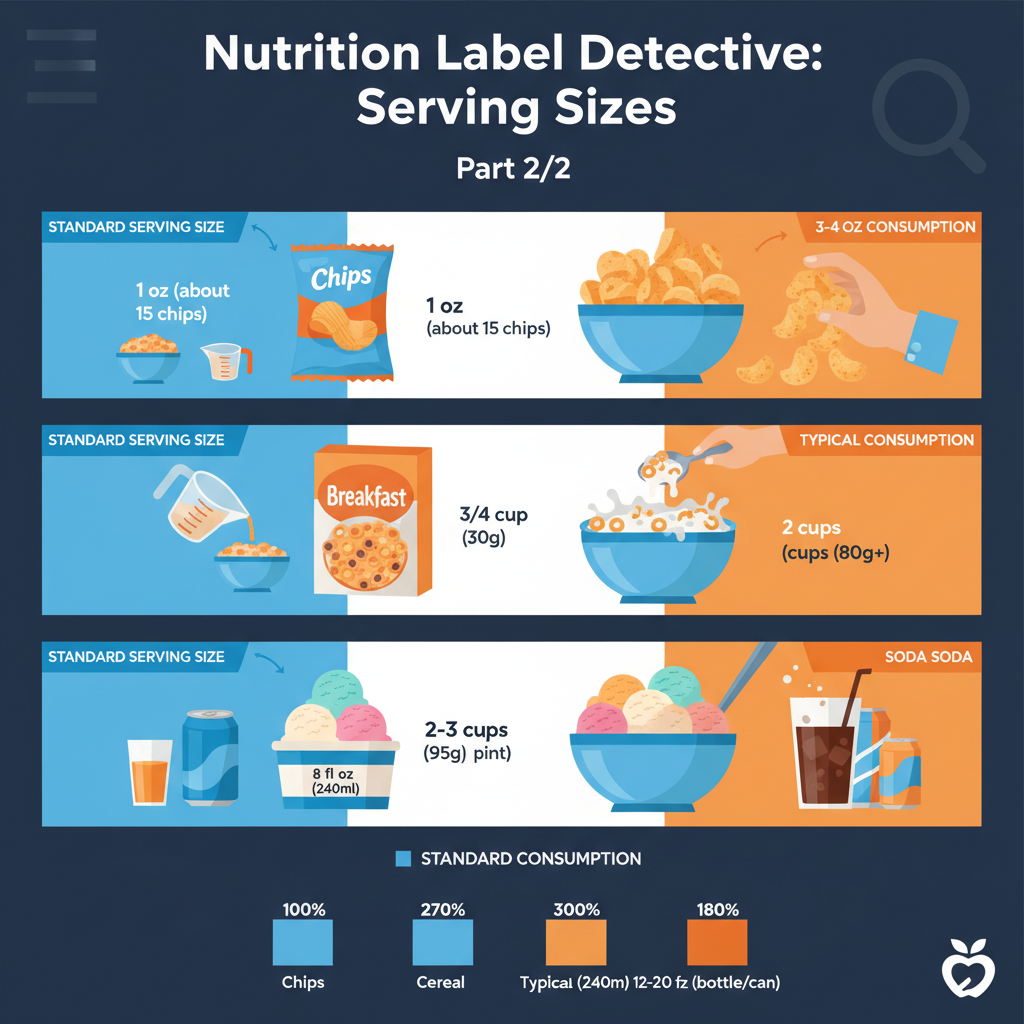 Nutrition Label Detective:
Serving Sizes
Part 2/2
STANDARD SERVING SIZE
3-4 OZ CONSUMPTION
1 oz (about
15 chips)
Chips
1 oz
(about 15 chips)
STANDARD SERVING SIZE
TYPICAL CONSUMPTION
Breakfast
3/4 cup
(30g)
2 cups
(cups (80g+)
STANDARD SERVING SIZE
SODA SODA
8 fl oz
(240ml)
2-3 cups
(95g) pint)
STANDARD CONSUMPTION
100%
270%
300%
180%
Chips
Cereal
Typical (240m) 12-20 fz (bottle/can)